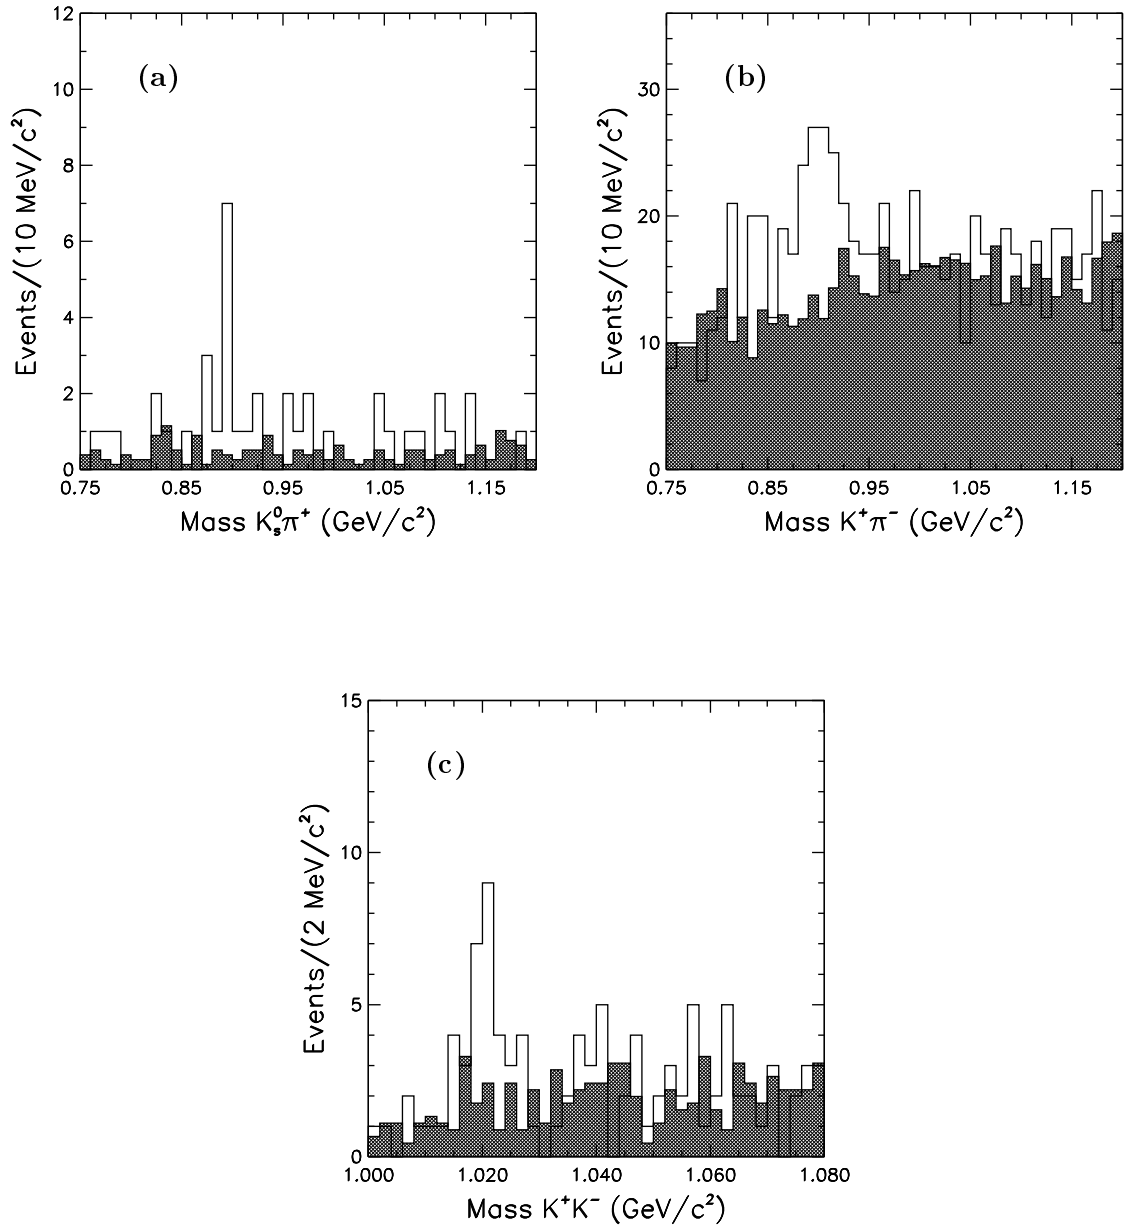 12
10
8
6
4
2
0
Events/(10 MeV/c²)
(a)
0.75 0.85 0.95 1.05 1.15
Mass K⁰ₛπ⁺ (GeV/c²)
30
20
10
0
Events/(10 MeV/c²)
(b)
0.75 0.85 0.95 1.05 1.15
Mass K⁺π⁻ (GeV/c²)
15
10
5
0
Events/(2 MeV/c²)
(c)
1.000 1.020 1.040 1.060 1.080
Mass K⁺K⁻ (GeV/c²)